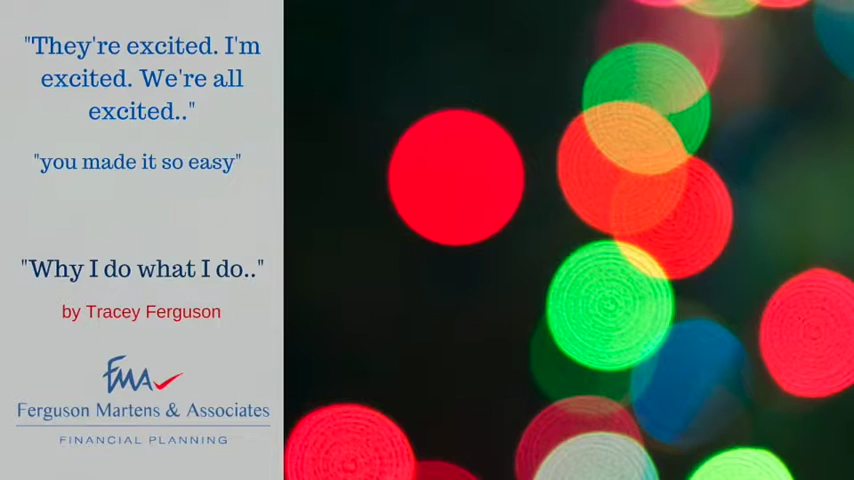 "They're excited. I'm
excited. We're all
excited.."
"you made it so easy"
"Why I do what I do.."
by Tracey Ferguson
FMA
Ferguson Martens & Associates
FINANCIAL PLANNING